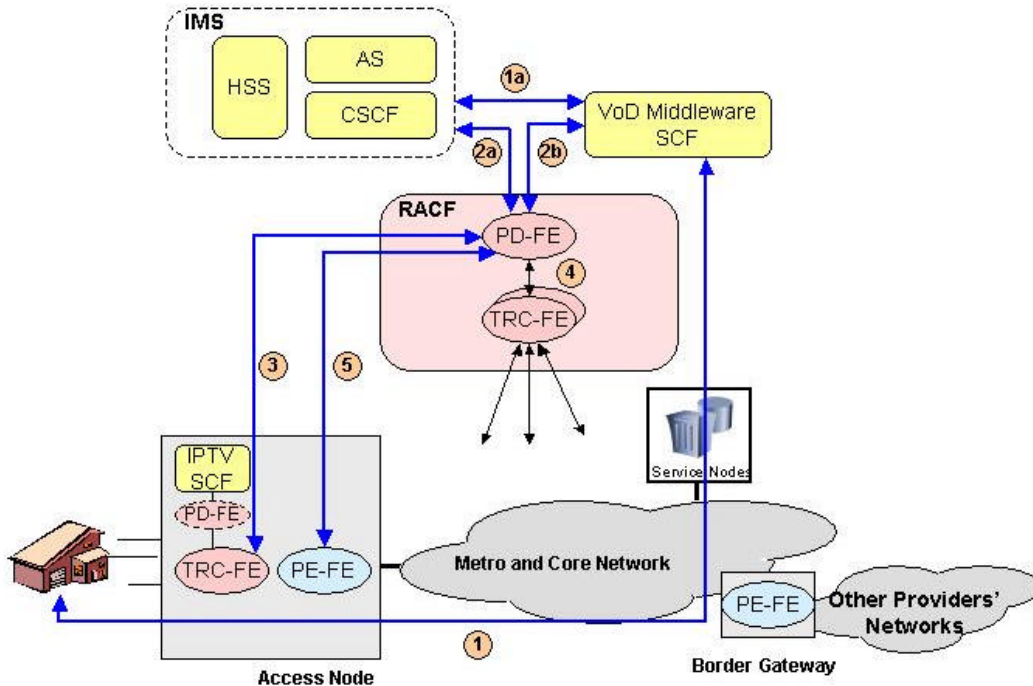 IMS
HSS
AS
CSCF
1a
VoD Middleware
SCF
2a
2b
RACF
PD-FE
4
TRC-FE
3
5
IPTV
SCF
PD-FE
TRC-FE
PE-FE
Service Nodes
Metro and Core Network
PE-FE
Other Providers'
Networks
1
Border Gateway
Access Node